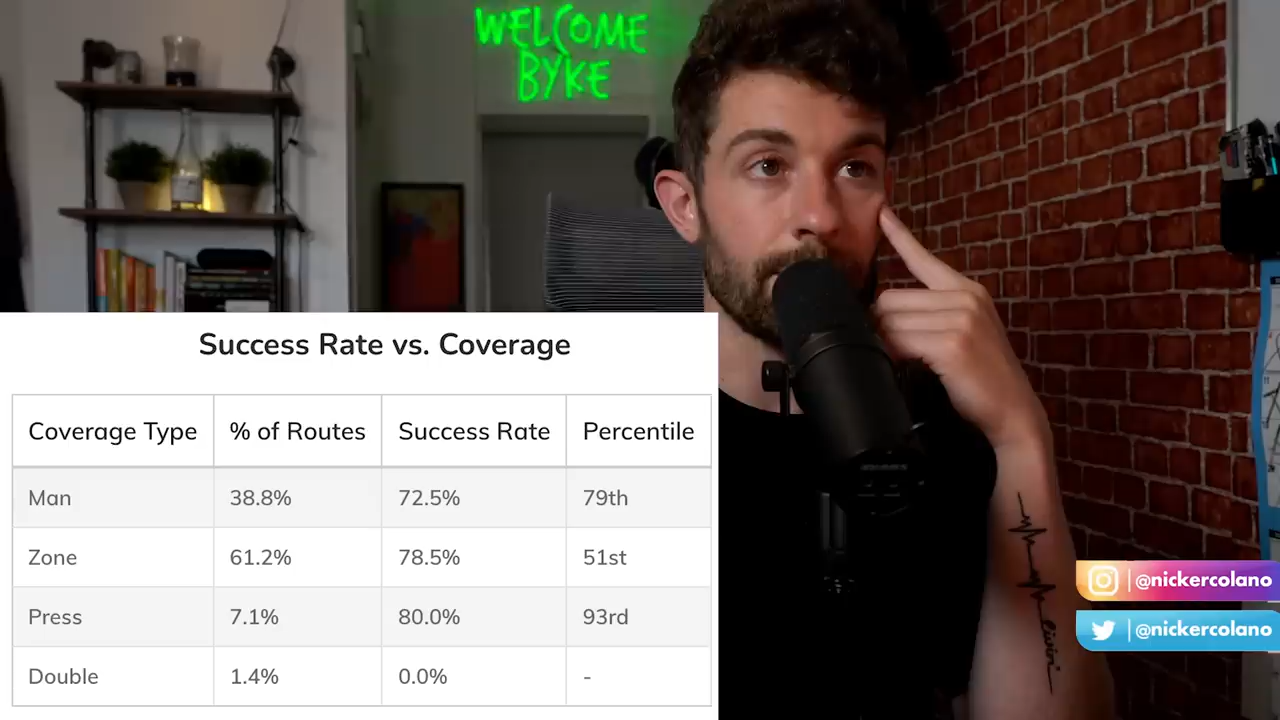 WELCOME
BYKE
Success Rate vs. Coverage
Coverage Type % of Routes Success Rate Percentile
Man 38.8% 72.5% 79th
Zone 61.2% 78.5% 51st
Press 7.1% 80.0% 93rd
Double 1.4% 0.0% -
@nickercolano
@nickercolano
livin'